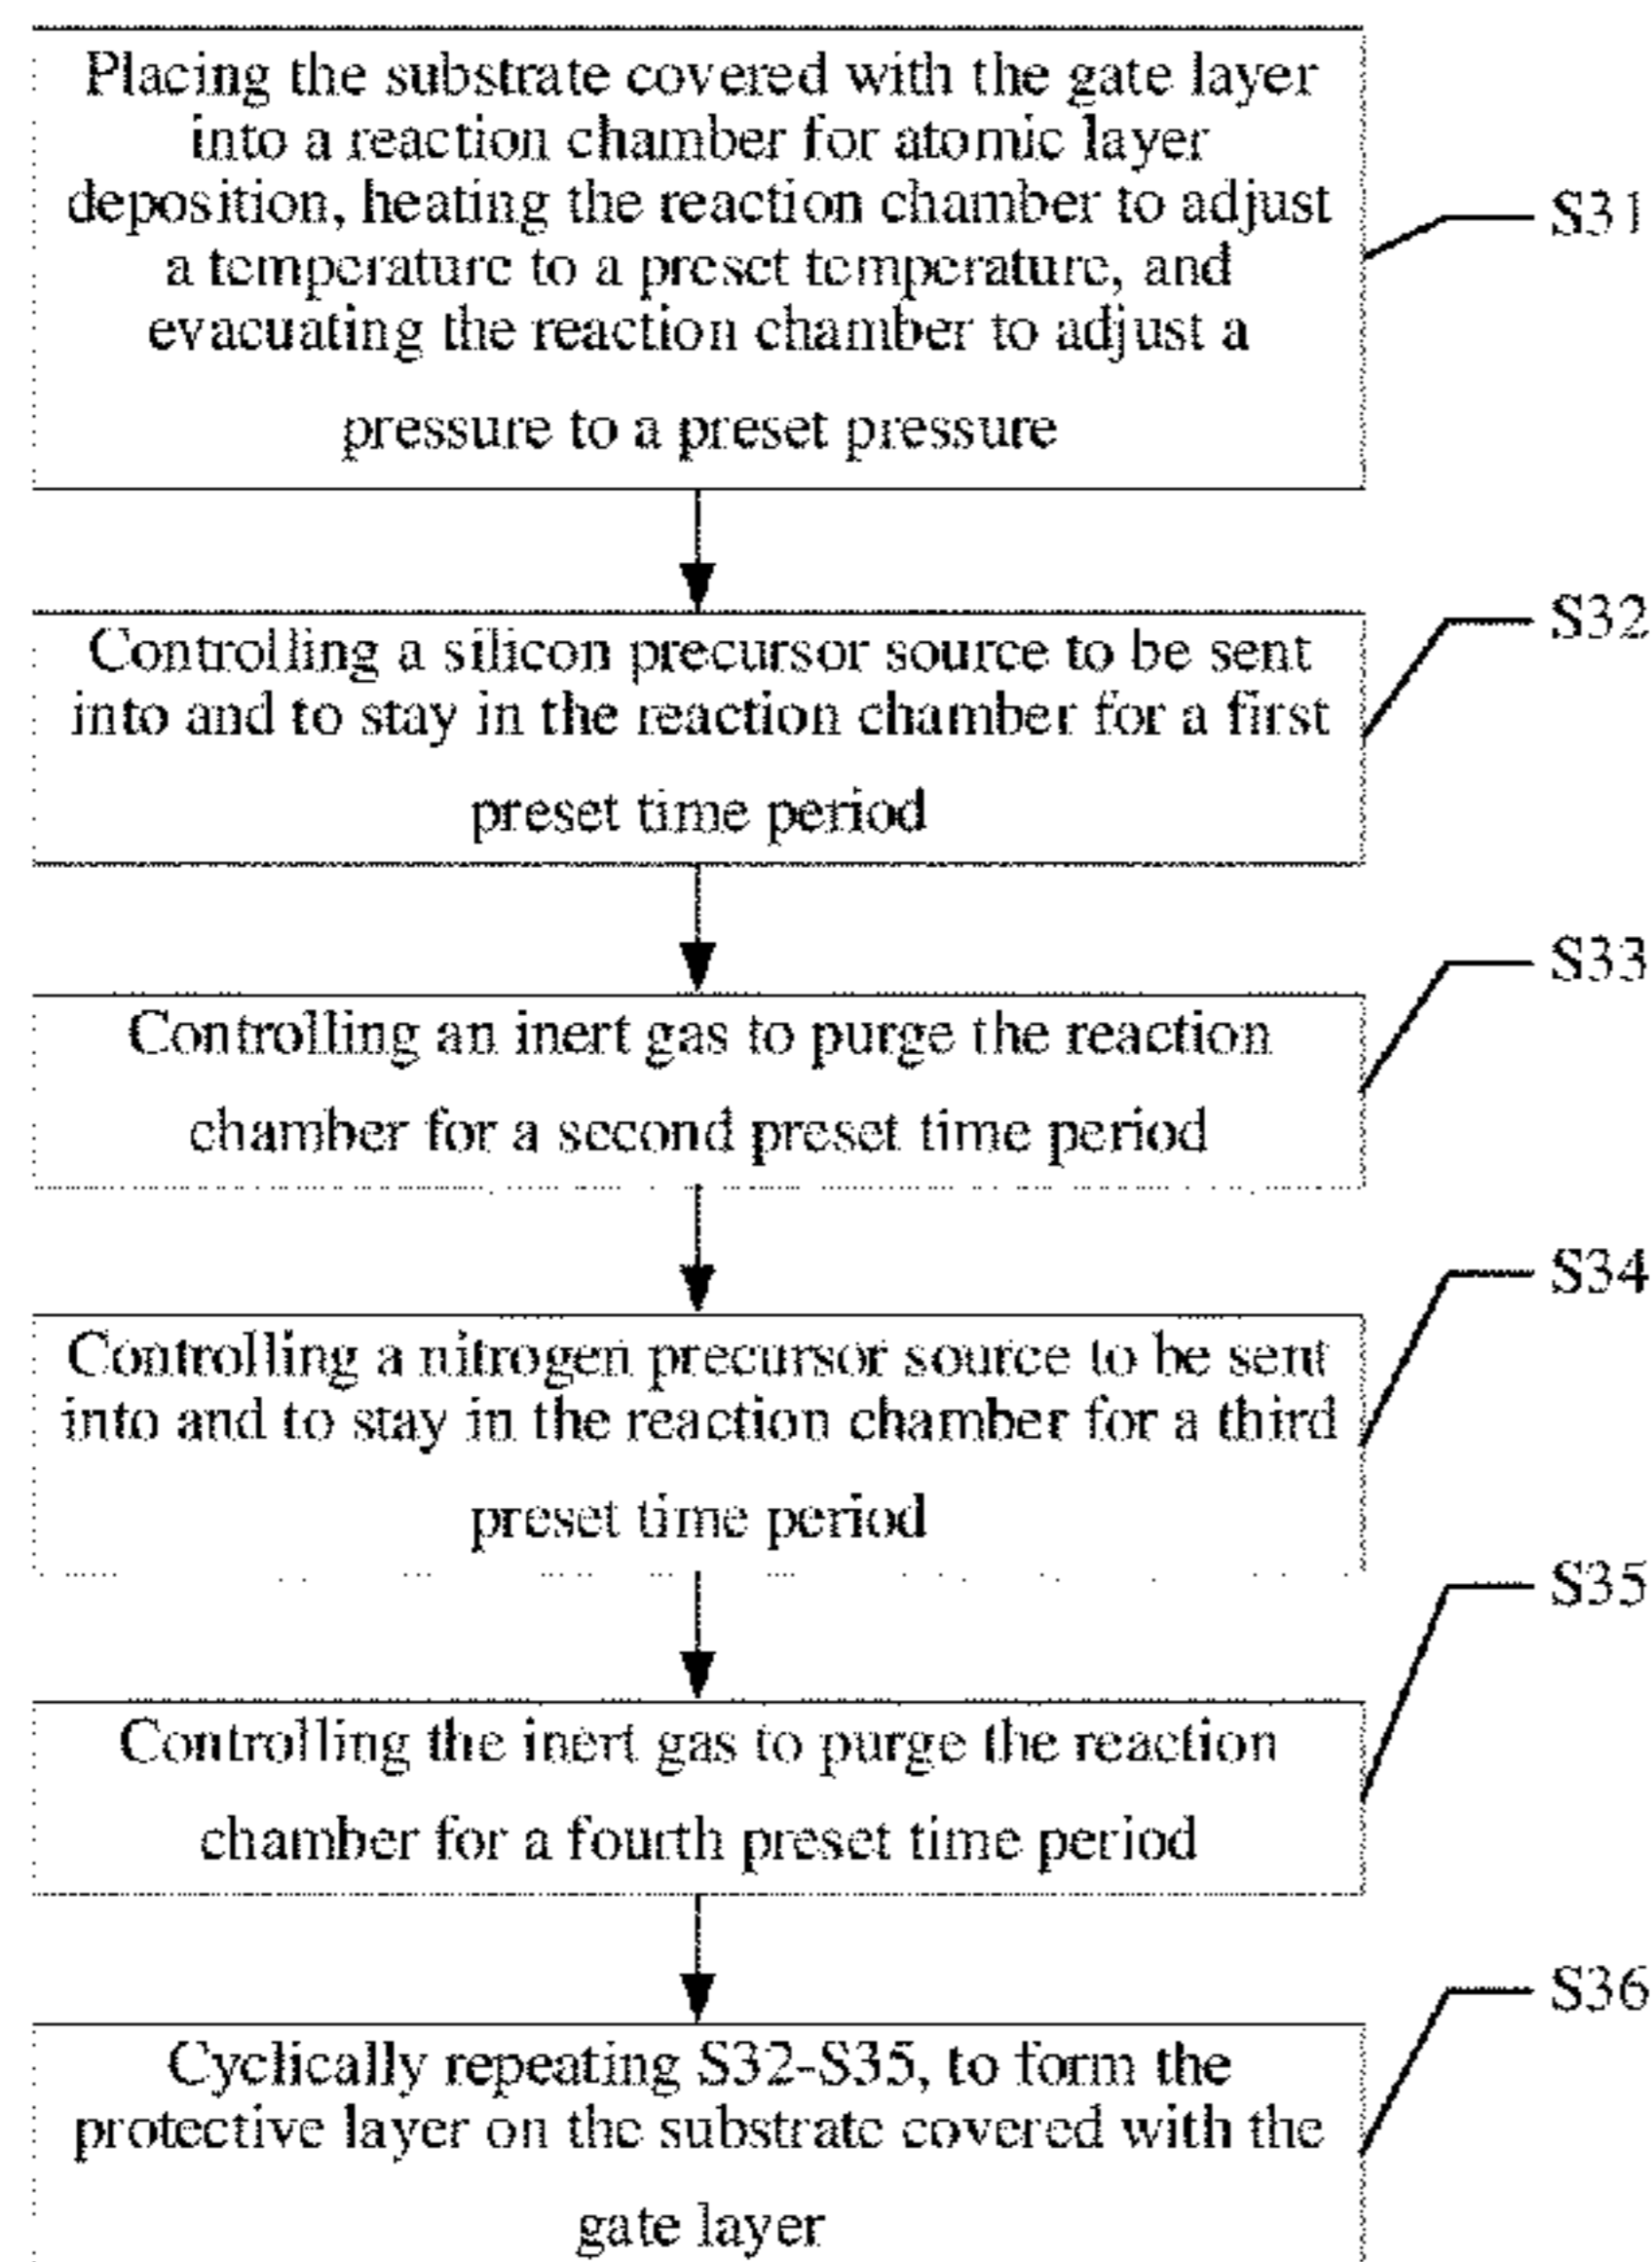 Placing the substrate covered with the gate layer
into a reaction chamber for atomic layer
deposition, heating the reaction chamber to adjust
a temperature to a preset temperature, and
evacuating the reaction chamber to adjust a
pressure to a preset pressure
S31
Controlling a silicon precursor source to be sent
into and to stay in the reaction chamber for a first
preset time period
S32
Controlling an inert gas to purge the reaction
chamber for a second preset time period
S33
Controlling a nitrogen precursor source to be sent
into and to stay in the reaction chamber for a third
preset time period
S34
Controlling the inert gas to purge the reaction
chamber for a fourth preset time period
S35
Cyclically repeating S32-S35, to form the
protective layer on the substrate covered with the
gate layer
S36